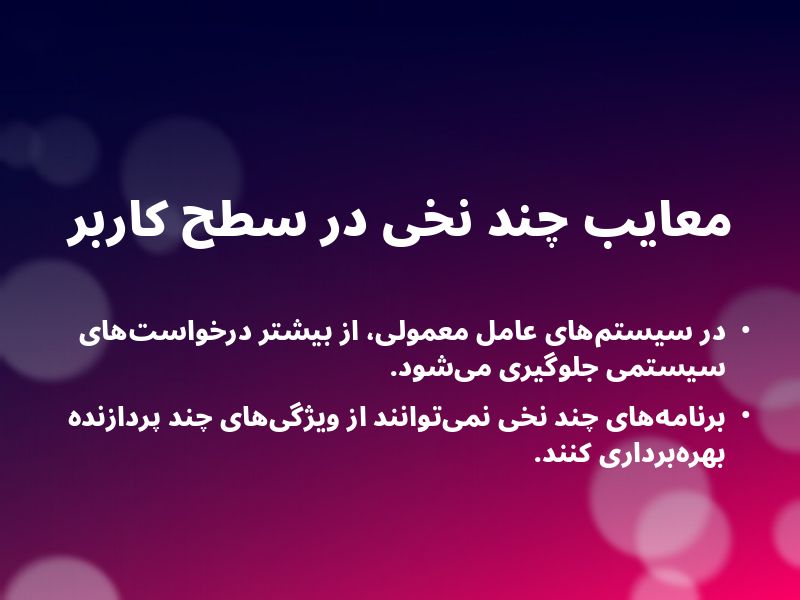 معایب چند نخی در سطح کاربر
• در سیستم‌های عامل معمولی، از بیشتر درخواست‌های
سیستمی جلوگیری می‌شود.
• برنامه‌های چند نخی نمی‌توانند از ویژگی‌های چند پردازنده
بهره‌برداری کنند.